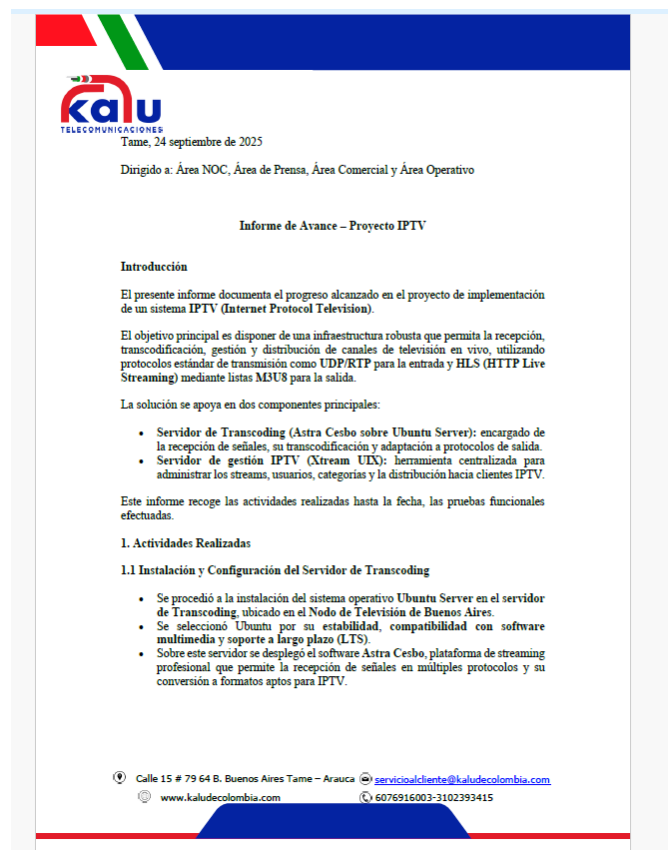 kalu
TELECOMUNICACIONES
Tame, 24 septiembre de 2025
Dirigido a: Área NOC, Área de Prensa, Área Comercial y Área Operativo
Informe de Avance – Proyecto IPTV
Introducción
El presente informe documenta el progreso alcanzado en el proyecto de implementación
de un sistema IPTV (Internet Protocol Television).
El objetivo principal es disponer de una infraestructura robusta que permita la recepción,
transcodificación, gestión y distribución de canales de televisión en vivo, utilizando
protocolos estándar de transmisión como UDP/RTP para la entrada y HLS (HTTP Live
Streaming) mediante listas M3U8 para la salida.
La solución se apoya en dos componentes principales:
• Servidor de Transcoding (Astra Cesbo sobre Ubuntu Server): encargado de
la recepción de señales, su transcodificación y adaptación a protocolos de salida.
• Servidor de gestión IPTV (Xtream UIX): herramienta centralizada para
administrar los streams, usuarios, categorías y la distribución hacia clientes IPTV.
Este informe recoge las actividades realizadas hasta la fecha, las pruebas funcionales
efectuadas.
1. Actividades Realizadas
1.1 Instalación y Configuración del Servidor de Transcoding
• Se procedió a la instalación del sistema operativo Ubuntu Server en el servidor
de Transcoding, ubicado en el Nodo de Televisión de Buenos Aires.
• Se seleccionó Ubuntu por su estabilidad, compatibilidad con software
multimedia y soporte a largo plazo (LTS).
• Sobre este servidor se desplegó el software Astra Cesbo, plataforma de streaming
profesional que permite la recepción de señales en múltiples protocolos y su
conversión a formatos aptos para IPTV.
Calle 15 # 79 64 B. Buenos Aires Tame – Arauca servicioalcliente@kaludecolombia.com
www.kaludecolombia.com 6076916003-3102393415